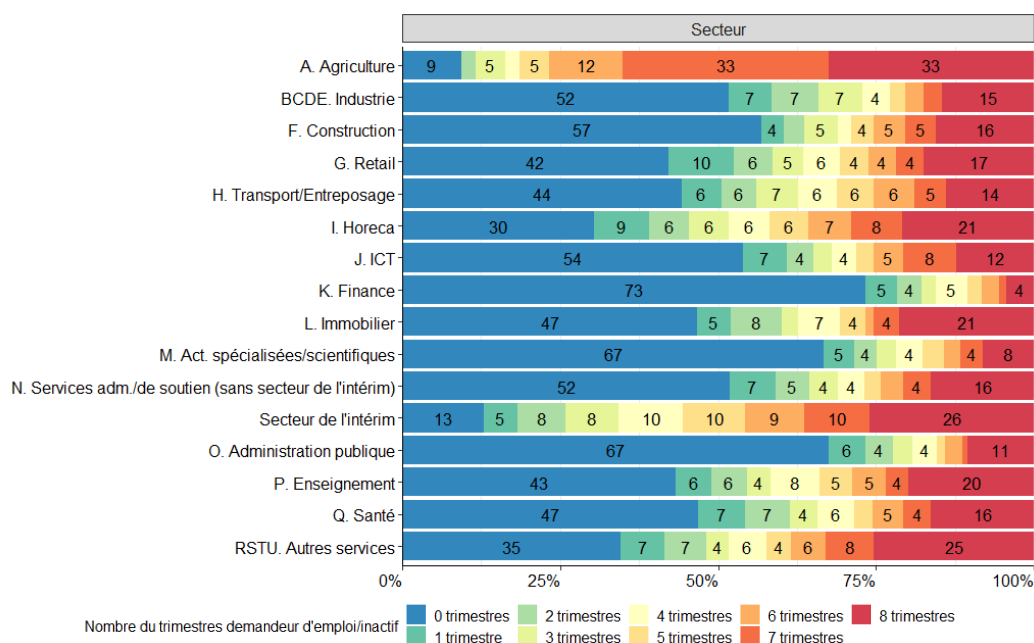 Secteur
A. Agriculture 9 5 5 12 33 33
BCDE. Industrie 52 7 7 7 4 15
F. Construction 57 4 5 4 5 5 16
G. Retail 42 10 6 5 6 4 4 4 17
H. Transport/Entreposage 44 6 6 7 6 6 6 5 14
I. Horeca 30 9 6 6 6 6 7 8 21
J. ICT 54 7 4 4 5 8 12
K. Finance 73 5 4 5 4
L. Immobilier 47 5 8 7 4 4 21
M. Act. spécialisées/scientifiques 67 5 4 4 4 8
N. Services adm./de soutien (sans secteur de l'intérim) 52 7 5 4 4 4 16
Secteur de l'intérim 13 5 8 8 10 10 9 10 26
O. Administration publique 67 6 4 4 11
P. Enseignement 43 6 6 4 8 5 5 4 20
Q. Santé 47 7 7 4 6 5 4 16
RSTU. Autres services 35 7 7 4 6 4 6 8 25
0% 25% 50% 75% 100%
Nombre du trimestres demandeur d'emploi/inactif
0 trimestres 2 trimestres 4 trimestres 6 trimestres 8 trimestres
1 trimestre 3 trimestres 5 trimestres 7 trimestres